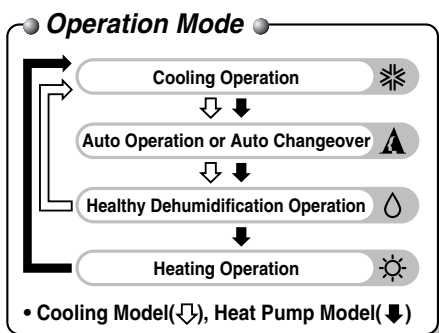 Operation Mode
Cooling Operation
Auto Operation or Auto Changeover
Healthy Dehumidification Operation
Heating Operation
• Cooling Model(⇩), Heat Pump Model(⬇)